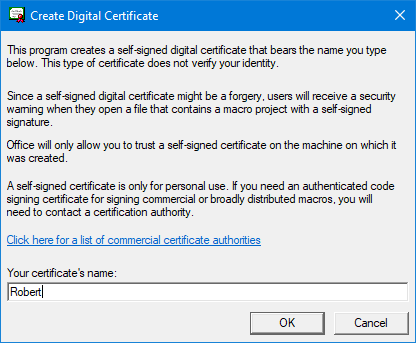 Create Digital Certificate
This program creates a self-signed digital certificate that bears the name you type
below. This type of certificate does not verify your identity.
Since a self-signed digital certificate might be a forgery, users will receive a security
warning when they open a file that contains a macro project with a self-signed
signature.
Office will only allow you to trust a self-signed certificate on the machine on which it
was created.
A self-signed certificate is only for personal use. If you need an authenticated code
signing certificate for signing commercial or broadly distributed macros, you will
need to contact a certification authority.
Click here for a list of commercial certificate authorities
Your certificate's name:
Robert
OK Cancel